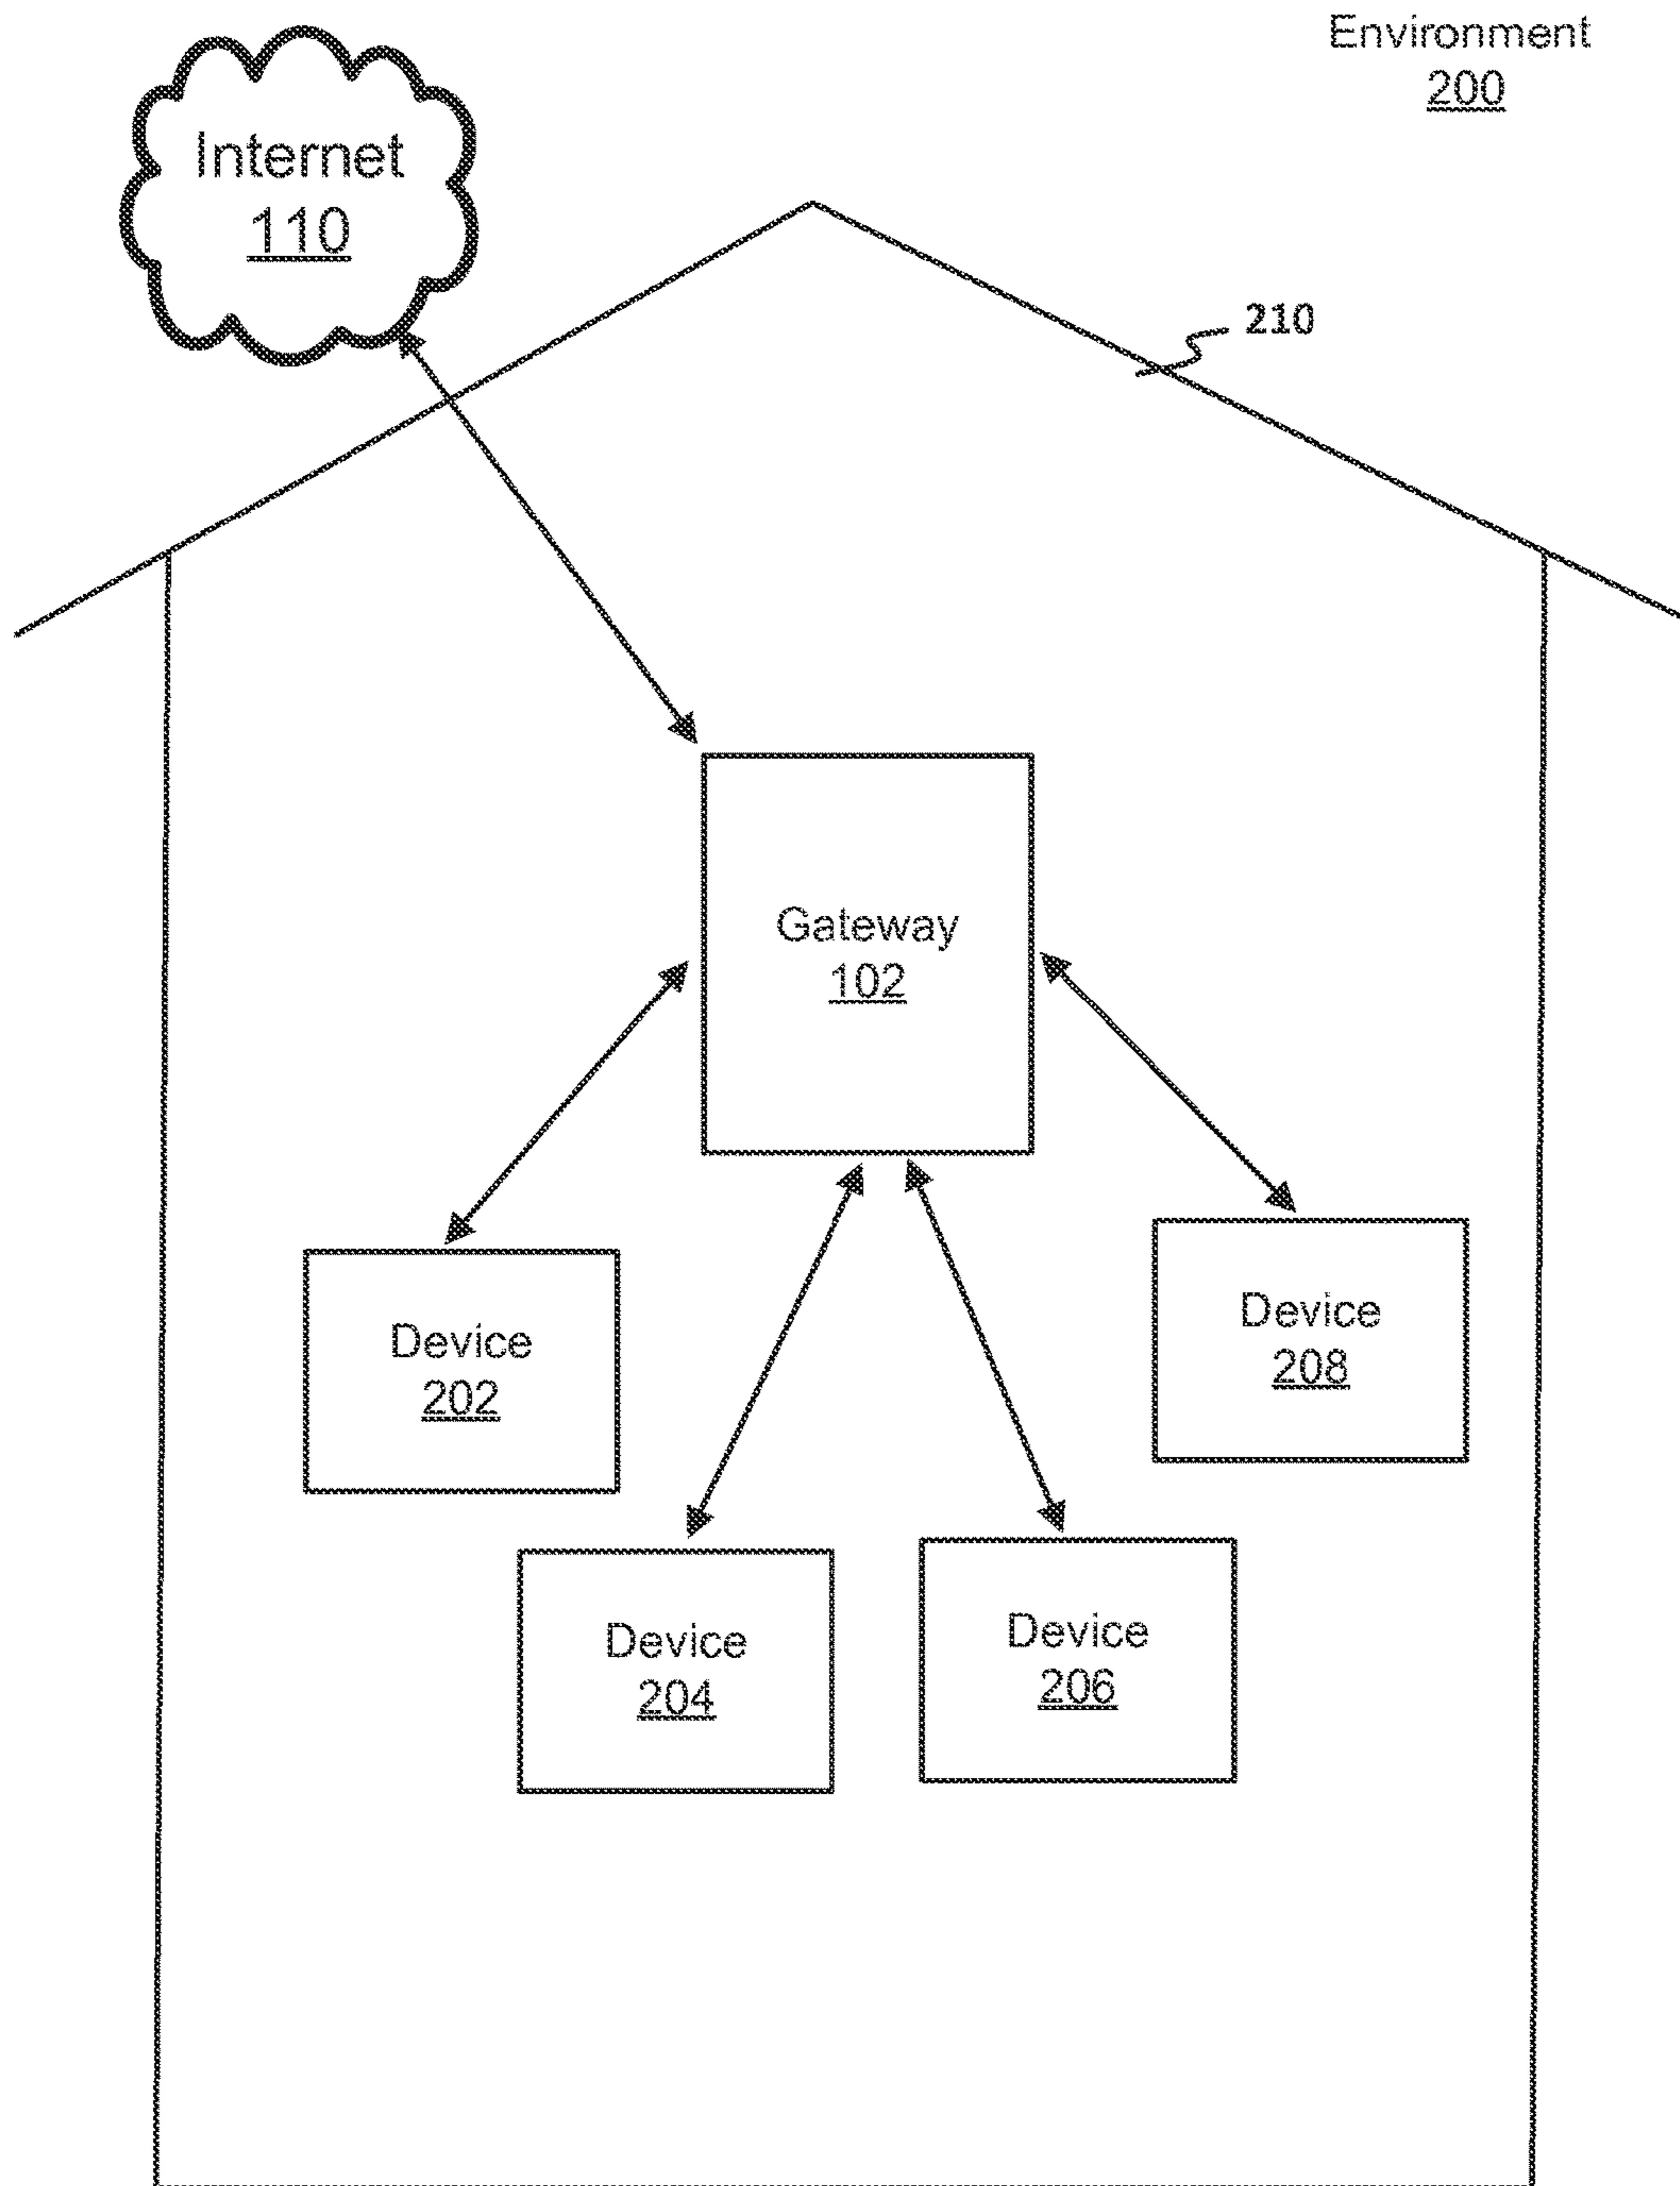 Environment
200
Internet
110
210
Gateway
102
Device
202
Device
208
Device
204
Device
206